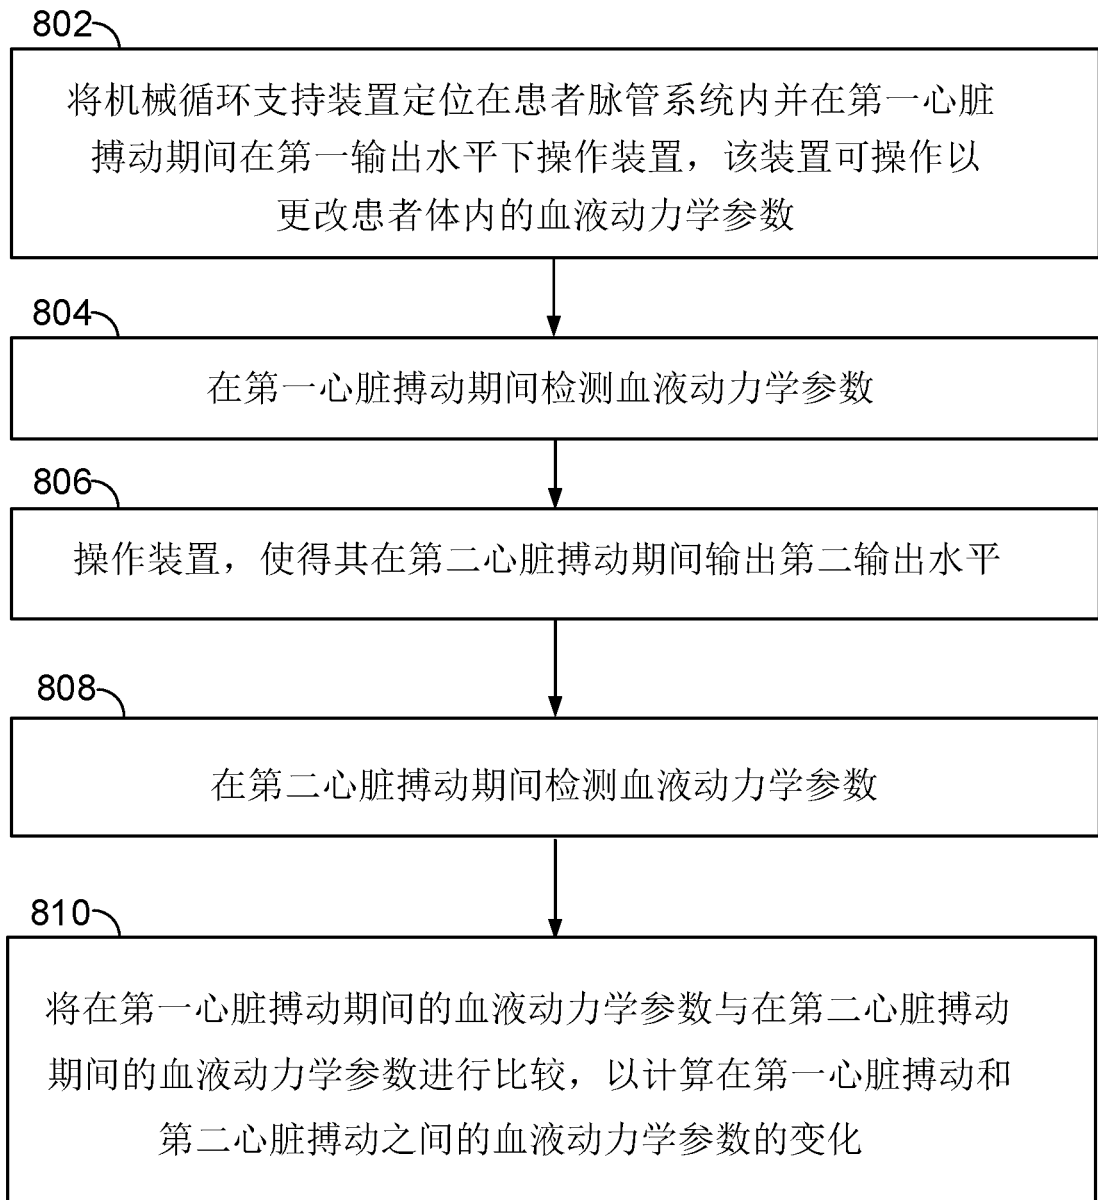 802
将机械循环支持装置定位在患者脉管系统内并在第一心脏
搏动期间在第一输出水平下操作装置，该装置可操作以
更改患者体内的血液动力学参数
804
在第一心脏搏动期间检测血液动力学参数
806
操作装置，使得其在第二心脏搏动期间输出第二输出水平
808
在第二心脏搏动期间检测血液动力学参数
810
将在第一心脏搏动期间的血液动力学参数与在第二心脏搏动
期间的血液动力学参数进行比较，以计算在第一心脏搏动和
第二心脏搏动之间的血液动力学参数的变化